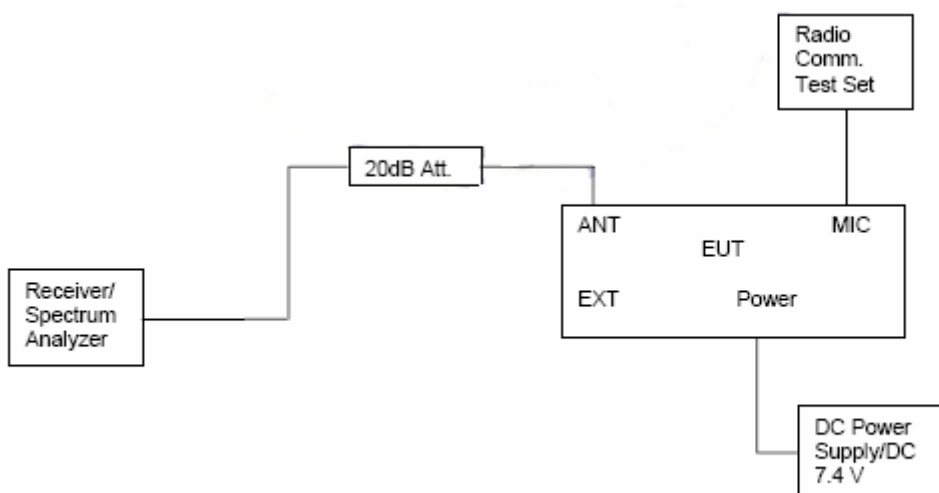 Radio
Comm.
Test Set
20dB Att.
ANT
MIC
EUT
EXT
Power
Receiver/
Spectrum
Analyzer
DC Power
Supply/DC
7.4 V